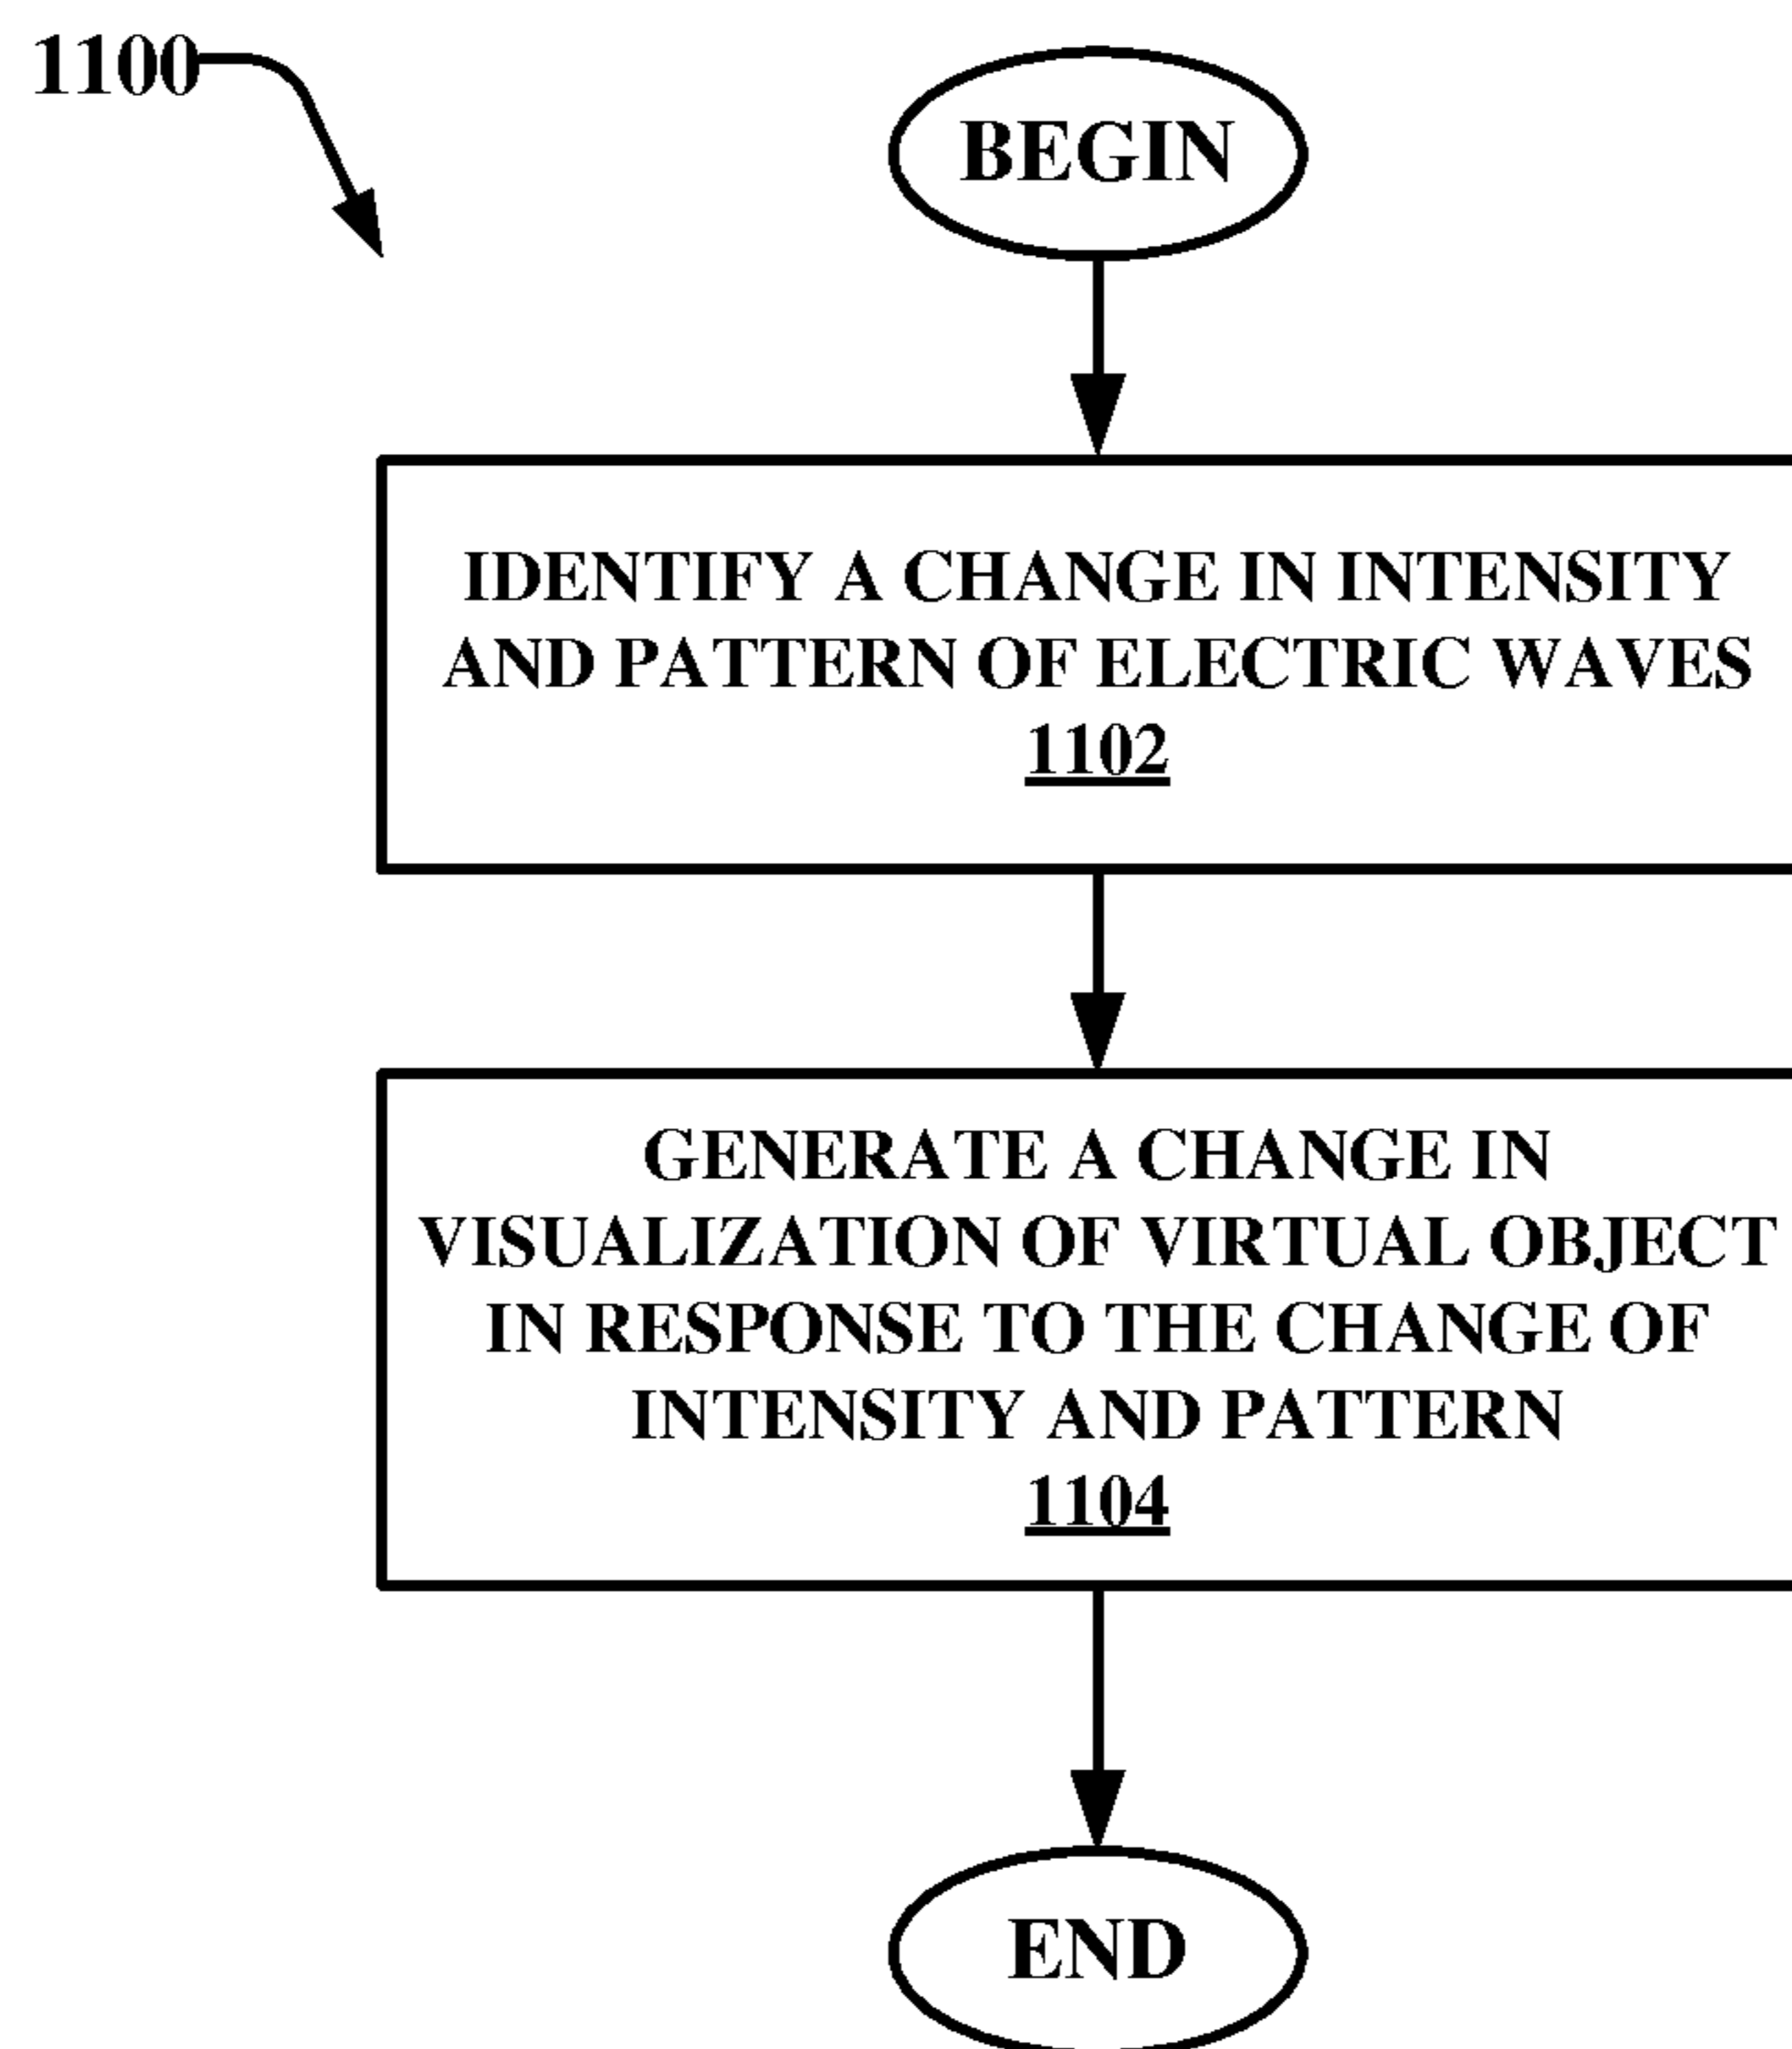 1100
BEGIN
IDENTIFY A CHANGE IN INTENSITY
AND PATTERN OF ELECTRIC WAVES
1102
GENERATE A CHANGE IN
VISUALIZATION OF VIRTUAL OBJECT
IN RESPONSE TO THE CHANGE OF
INTENSITY AND PATTERN
1104
END